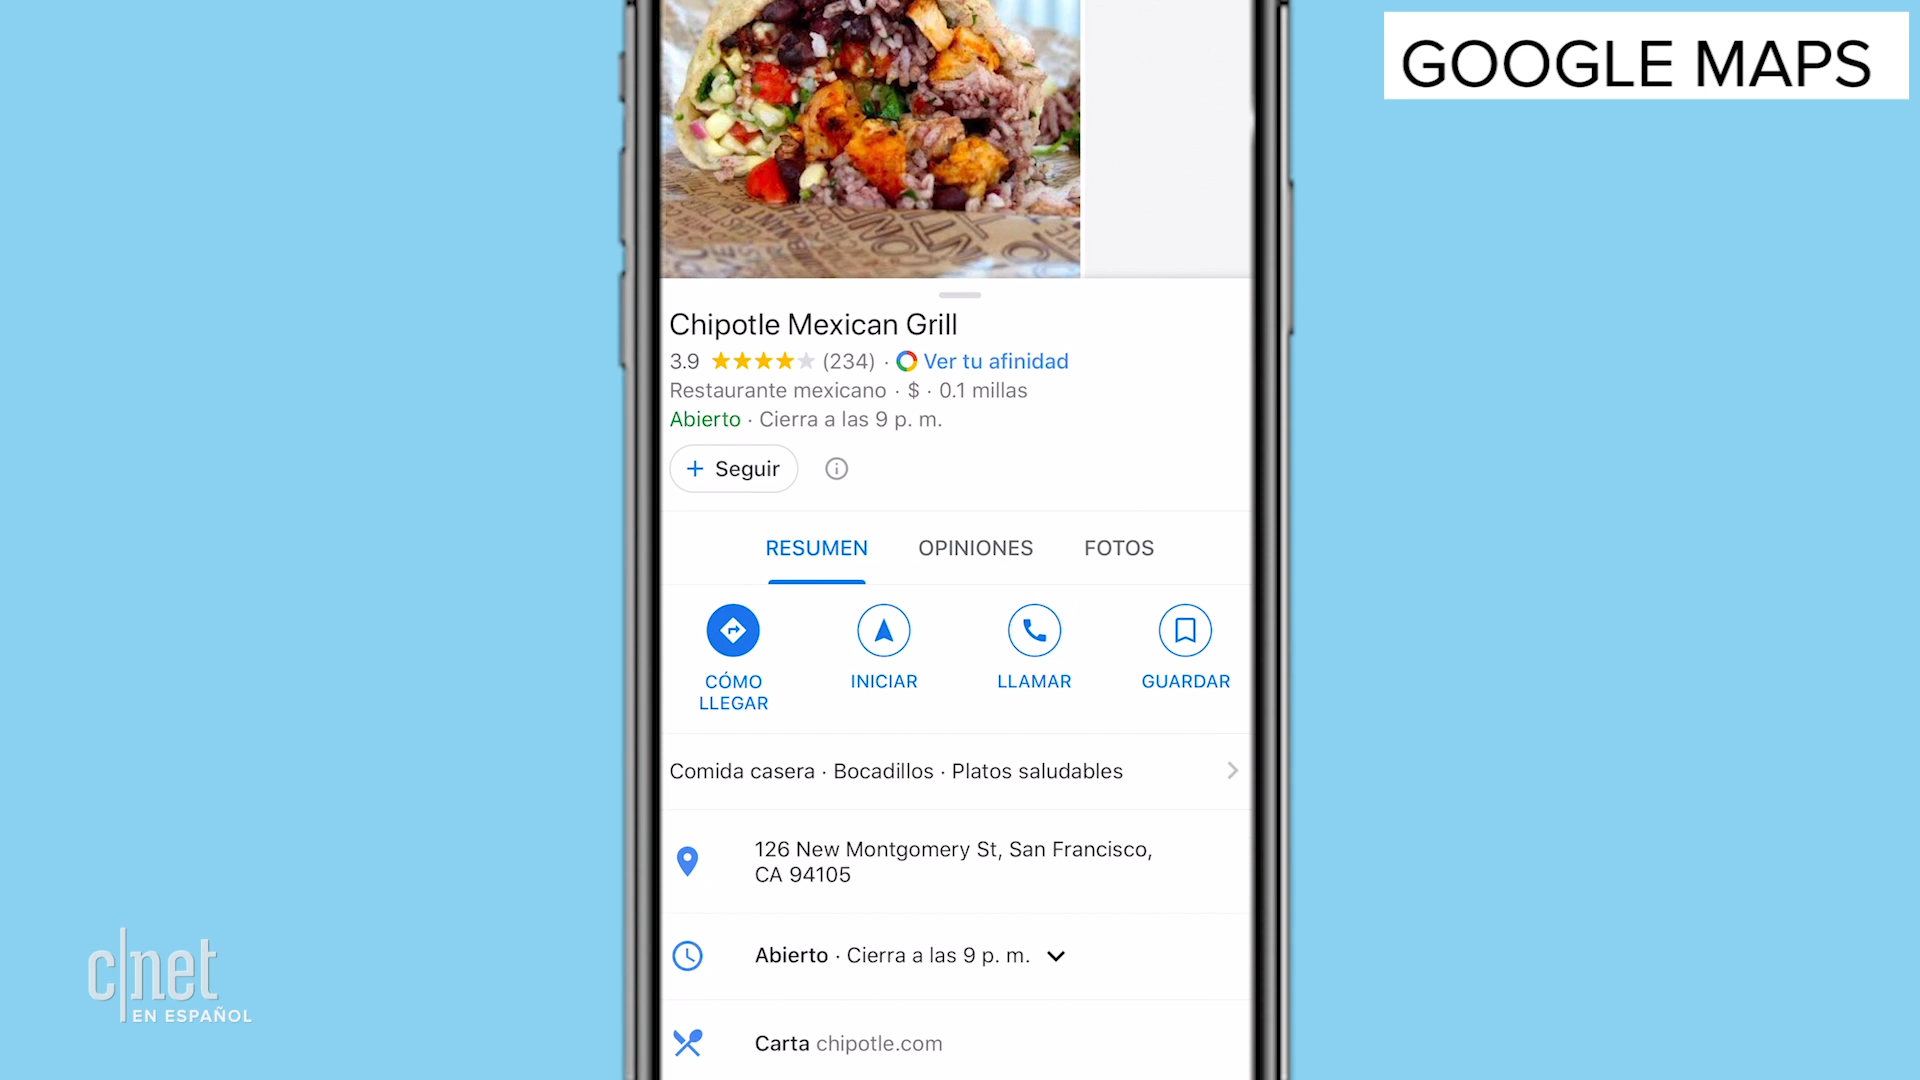 GOOGLE MAPS
Chipotle Mexican Grill
3.9 (234) · Ver tu afinidad
Restaurante mexicano · $ · 0.1 millas
Abierto · Cierra a las 9 p. m.
+ Seguir
RESUMEN OPINIONES FOTOS
CÓMO LLEGAR
INICIAR
LLAMAR
GUARDAR
Comida casera · Bocadillos · Platos saludables
126 New Montgomery St, San Francisco,
CA 94105
Abierto · Cierra a las 9 p. m.
Carta chipotle.com
c|net
EN ESPAÑOL